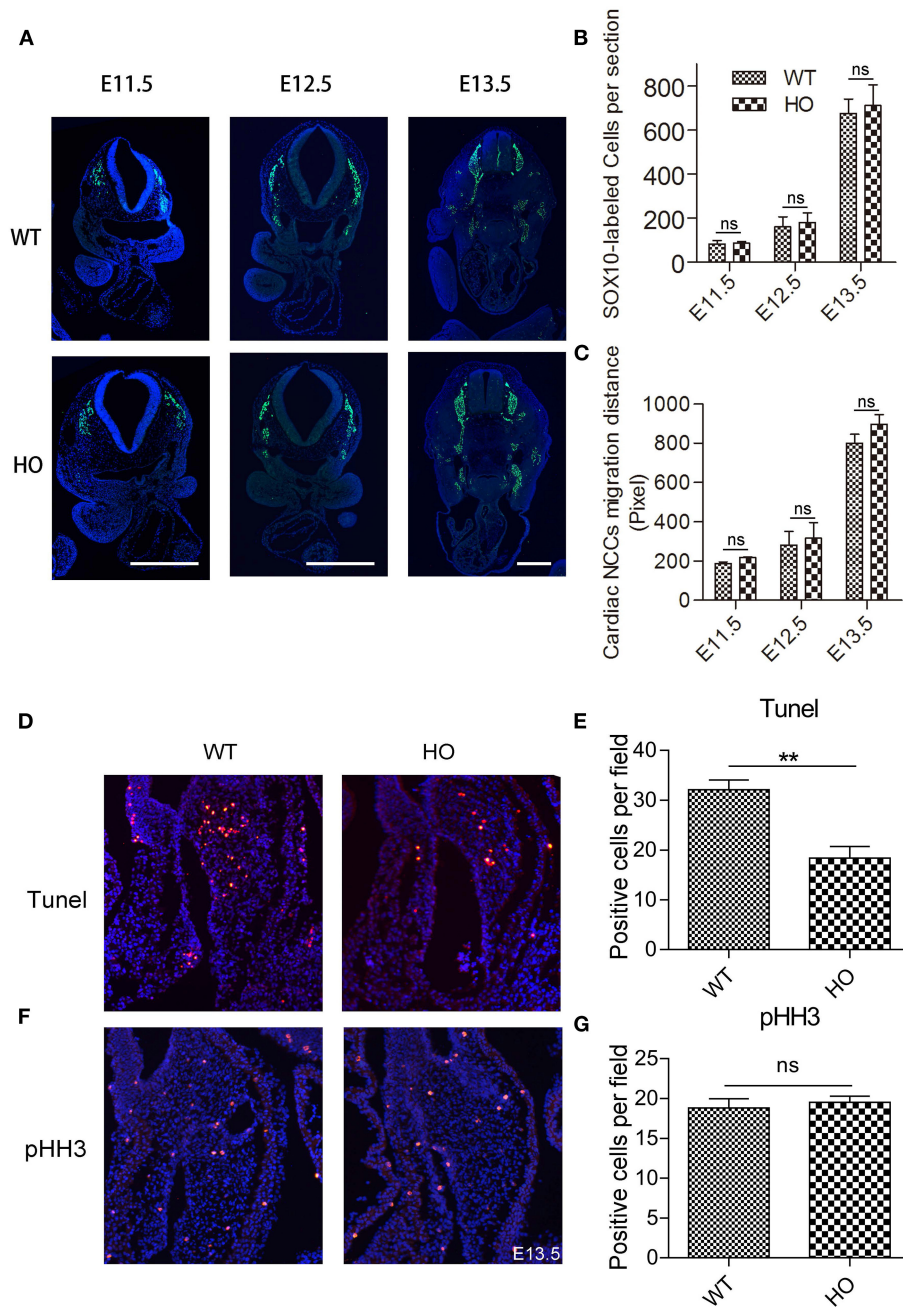 A
E11.5 E12.5 E13.5
WT
HO
B
SOX10-labeled Cells per section
800
600
400
200
0
WT
HO
ns
ns
ns
E11.5
E12.5
E13.5
C
Cardiac NCCs migration distance
(Pixel)
1000
800
600
400
200
0
ns
ns
ns
E11.5
E12.5
E13.5
D
WT HO
Tunel
E
Tunel
Positive cells per field
40
30
20
10
0
**
WT
HO
F
pHH3
E13.5
G
pHH3
Positive cells per field
25
20
15
10
5
0
ns
WT
HO